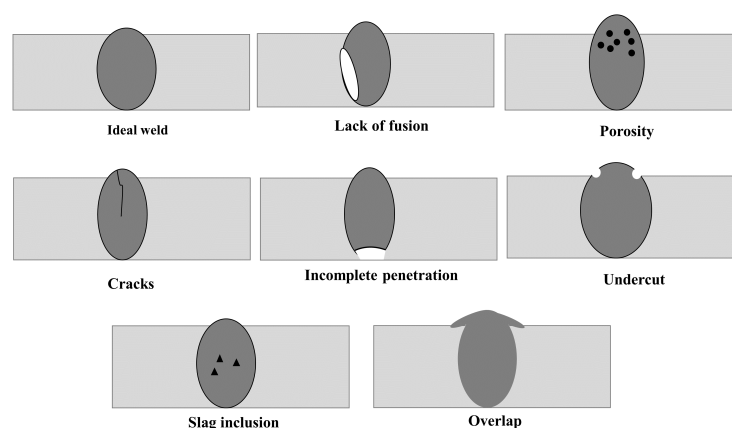 Ideal weld
Lack of fusion
Porosity
Cracks
Incomplete penetration
Undercut
Slag inclusion
Overlap